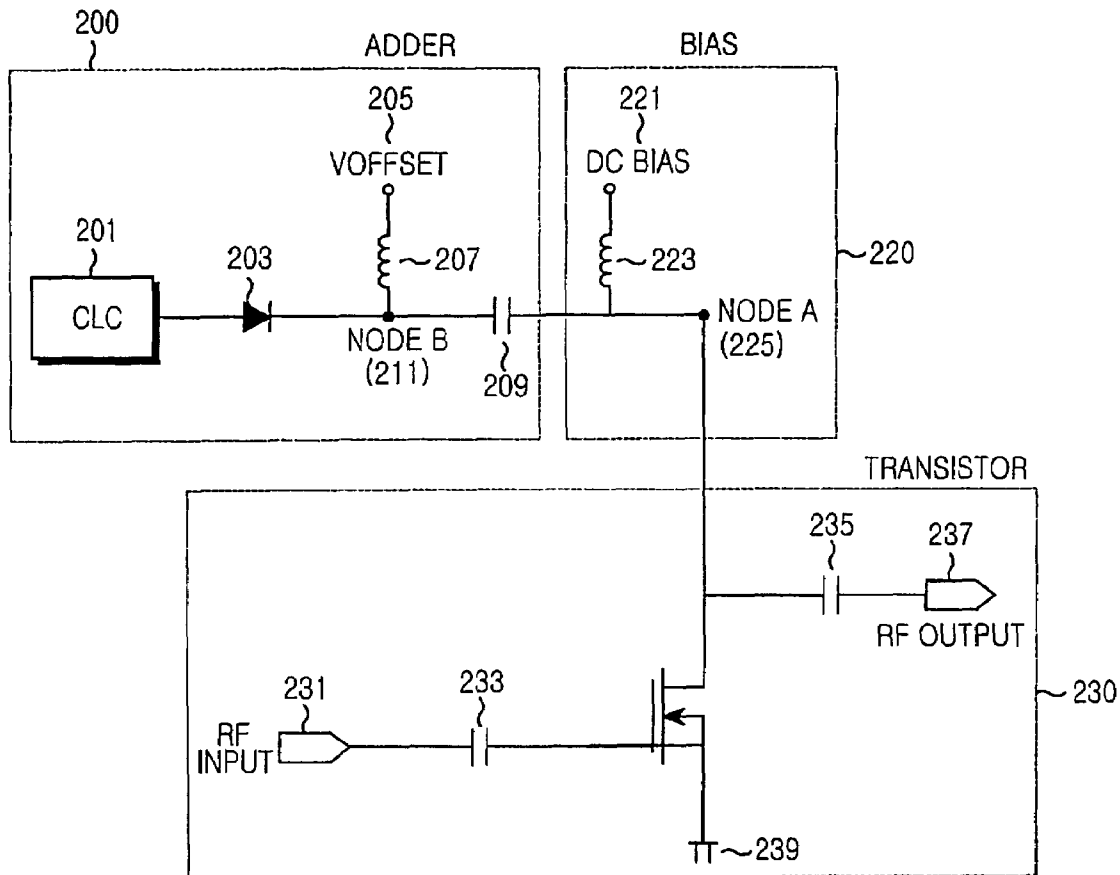 200
ADDER
BIAS
205
VOFFSET
221
DC BIAS
201
CLC
203
207
223
220
NODE B
(211)
209
NODE A
(225)
TRANSISTOR
235
237
RF OUTPUT
231
RF
INPUT
233
230
239